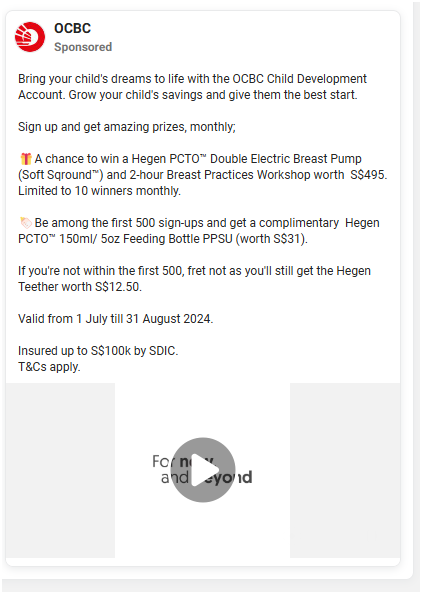 OCBC
Sponsored
Bring your child's dreams to life with the OCBC Child Development
Account. Grow your child's savings and give them the best start.
Sign up and get amazing prizes, monthly;
🎁A chance to win a Hegen PCTO™ Double Electric Breast Pump
(Soft Sqround™) and 2-hour Breast Practices Workshop worth S$495.
Limited to 10 winners monthly.
🏷️Be among the first 500 sign-ups and get a complimentary Hegen
PCTO™ 150ml/ 5oz Feeding Bottle PPSU (worth S$31).
If you're not within the first 500, fret not as you'll still get the Hegen
Teether worth S$12.50.
Valid from 1 July till 31 August 2024.
Insured up to S$100k by SDIC.
T&Cs apply.
For now
and beyond